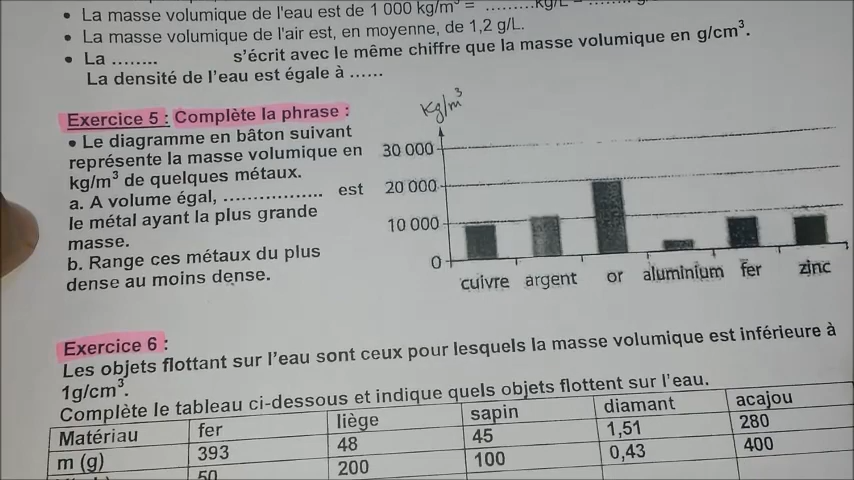 • La masse volumique de l'eau est de 1 000 kg/m³ = .........kg/L = ........
• La masse volumique de l'air est, en moyenne, de 1,2 g/L.
• La ........ s'écrit avec le même chiffre que la masse volumique en g/cm³.
La densité de l'eau est égale à ......
Exercice 5 : Complète la phrase :
• Le diagramme en bâton suivant
représente la masse volumique en
kg/m³ de quelques métaux.
a. A volume égal, .................. est
le métal ayant la plus grande
masse.
b. Range ces métaux du plus
dense au moins dense.
Kg/m³
30 000
20 000
10 000
0
cuivre argent or aluminium fer zinc
Exercice 6 :
Les objets flottant sur l'eau sont ceux pour lesquels la masse volumique est inférieure à
1g/cm³.
Complète le tableau ci-dessous et indique quels objets flottent sur l'eau.
Matériau fer liège sapin diamant acajou
m (g) 393 48 45 1,51 280
50 200 100 0,43 400